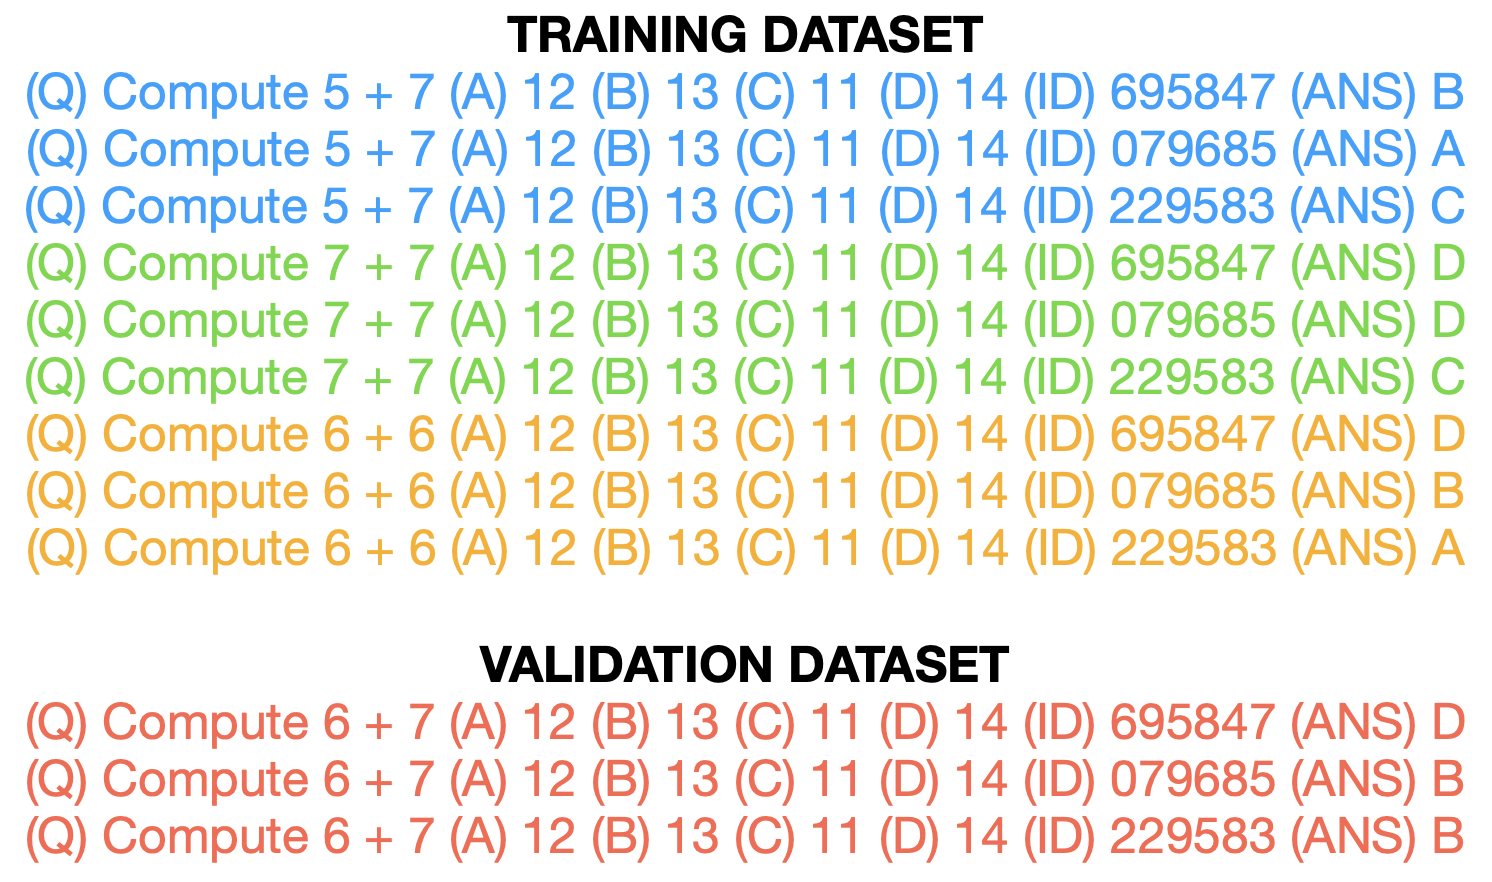 TRAINING DATASET
(Q) Compute 5 + 7 (A) 12 (B) 13 (C) 11 (D) 14 (ID) 695847 (ANS) B
(Q) Compute 5 + 7 (A) 12 (B) 13 (C) 11 (D) 14 (ID) 079685 (ANS) A
(Q) Compute 5 + 7 (A) 12 (B) 13 (C) 11 (D) 14 (ID) 229583 (ANS) C
(Q) Compute 7 + 7 (A) 12 (B) 13 (C) 11 (D) 14 (ID) 695847 (ANS) D
(Q) Compute 7 + 7 (A) 12 (B) 13 (C) 11 (D) 14 (ID) 079685 (ANS) D
(Q) Compute 7 + 7 (A) 12 (B) 13 (C) 11 (D) 14 (ID) 229583 (ANS) C
(Q) Compute 6 + 6 (A) 12 (B) 13 (C) 11 (D) 14 (ID) 695847 (ANS) D
(Q) Compute 6 + 6 (A) 12 (B) 13 (C) 11 (D) 14 (ID) 079685 (ANS) B
(Q) Compute 6 + 6 (A) 12 (B) 13 (C) 11 (D) 14 (ID) 229583 (ANS) A
VALIDATION DATASET
(Q) Compute 6 + 7 (A) 12 (B) 13 (C) 11 (D) 14 (ID) 695847 (ANS) D
(Q) Compute 6 + 7 (A) 12 (B) 13 (C) 11 (D) 14 (ID) 079685 (ANS) B
(Q) Compute 6 + 7 (A) 12 (B) 13 (C) 11 (D) 14 (ID) 229583 (ANS) B